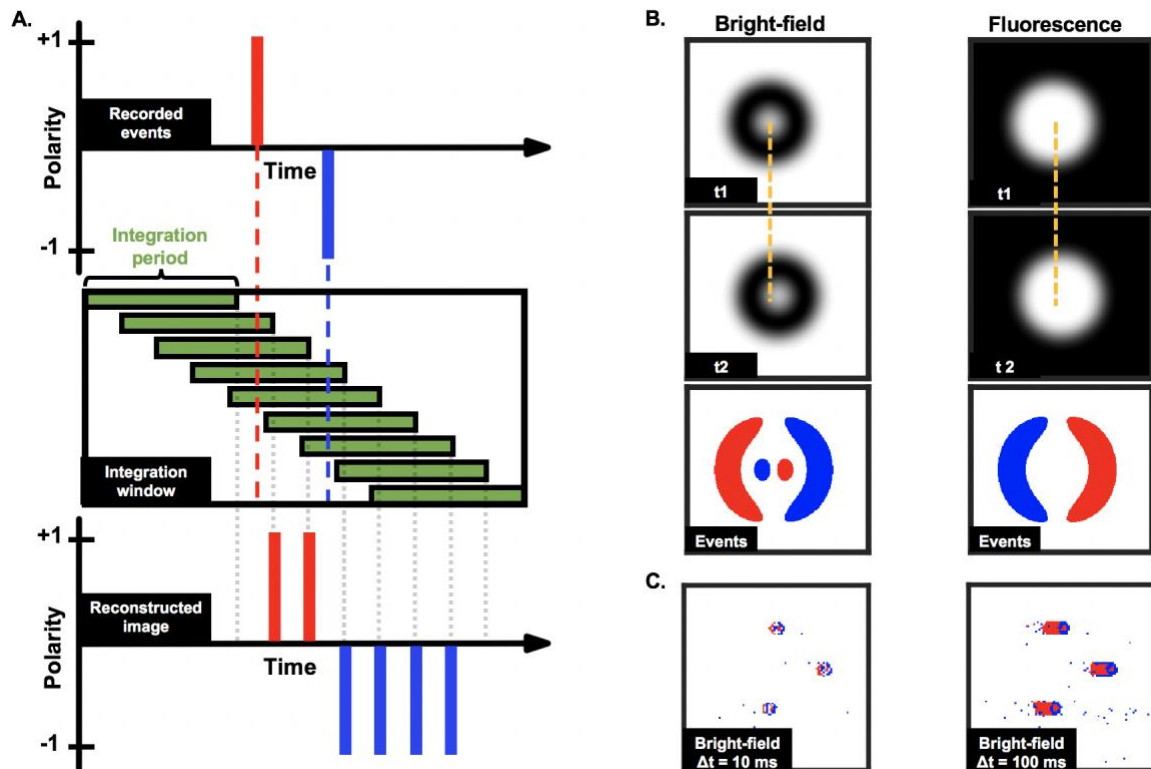 A.
+1
Recorded
events
Polarity
Time
-1
Integration
period
Integration
window
+1
Reconstructed
image
Polarity
Time
-1
B.
Bright-field
Fluorescence
t1
t1
t2
t 2
Events
Events
C.
Bright-field
Δt = 10 ms
Bright-field
Δt = 100 ms